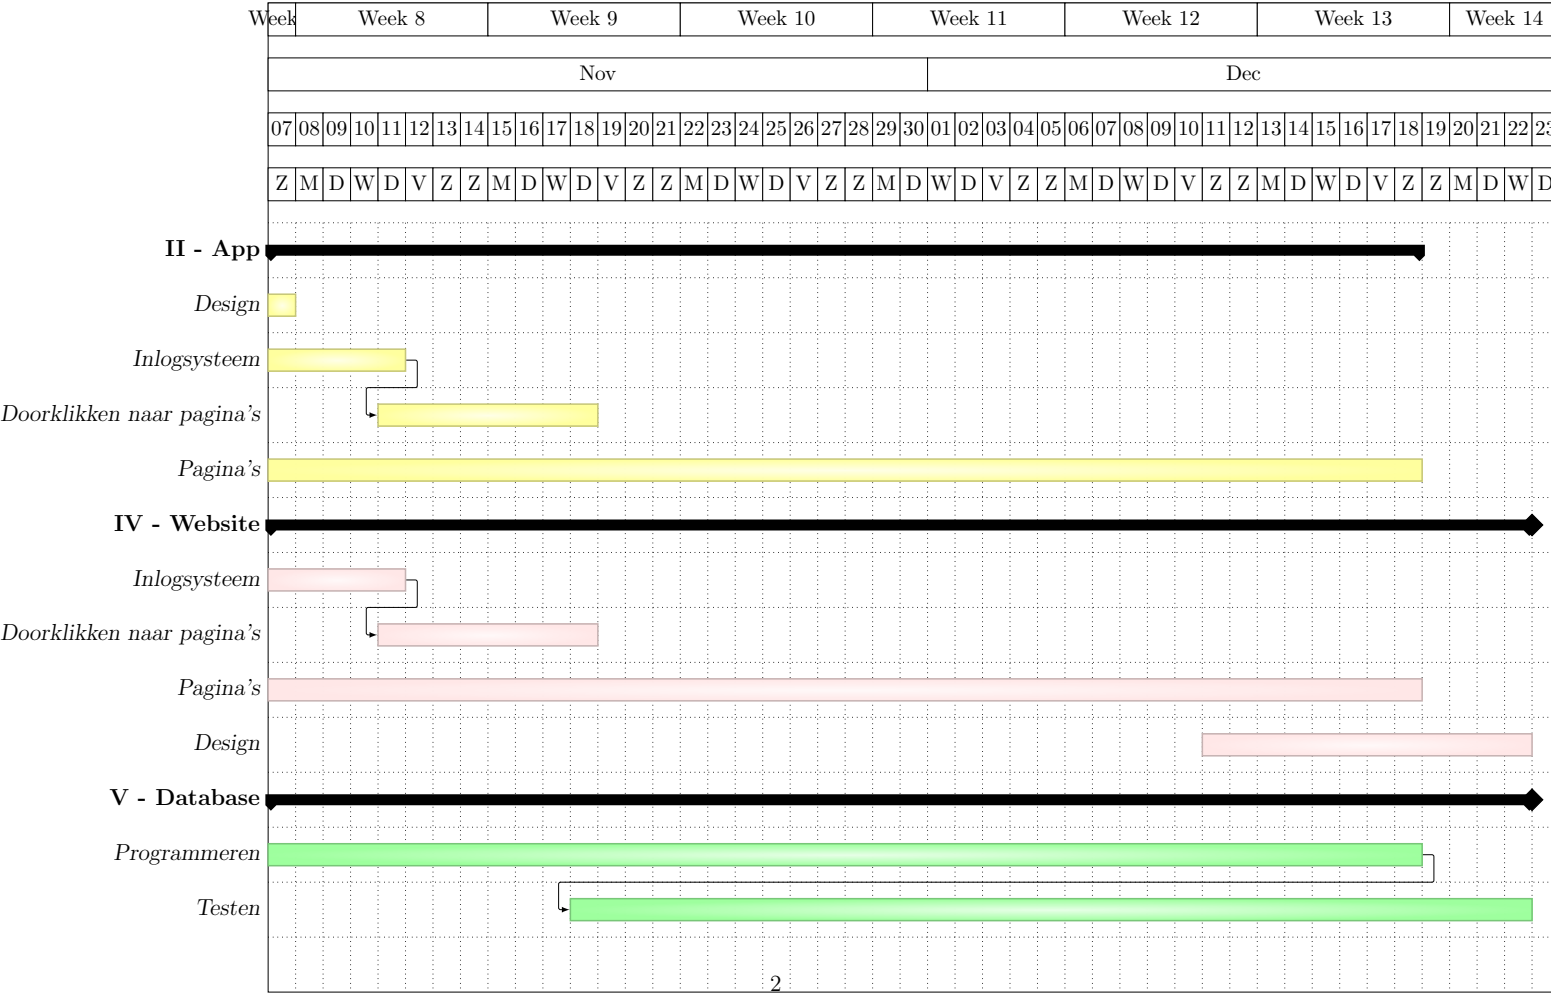 Week Week 8 Week 9 Week 10 Week 11 Week 12 Week 13 Week 14
Nov Dec
07 08 09 10 11 12 13 14 15 16 17 18 19 20 21 22 23 24 25 26 27 28 29 30 01 02 03 04 05 06 07 08 09 10 11 12 13 14 15 16 17 18 19 20 21 22 23
Z M D W D V Z Z M D W D V Z Z M D W D V Z Z M D W D V Z Z M D W D V Z Z M D W D V Z Z M D W D
II - App
Design
Inlogsysteem
Doorklikken naar pagina's
Pagina's
IV - Website
Inlogsysteem
Doorklikken naar pagina's
Pagina's
Design
V - Database
Programmeren
Testen
2